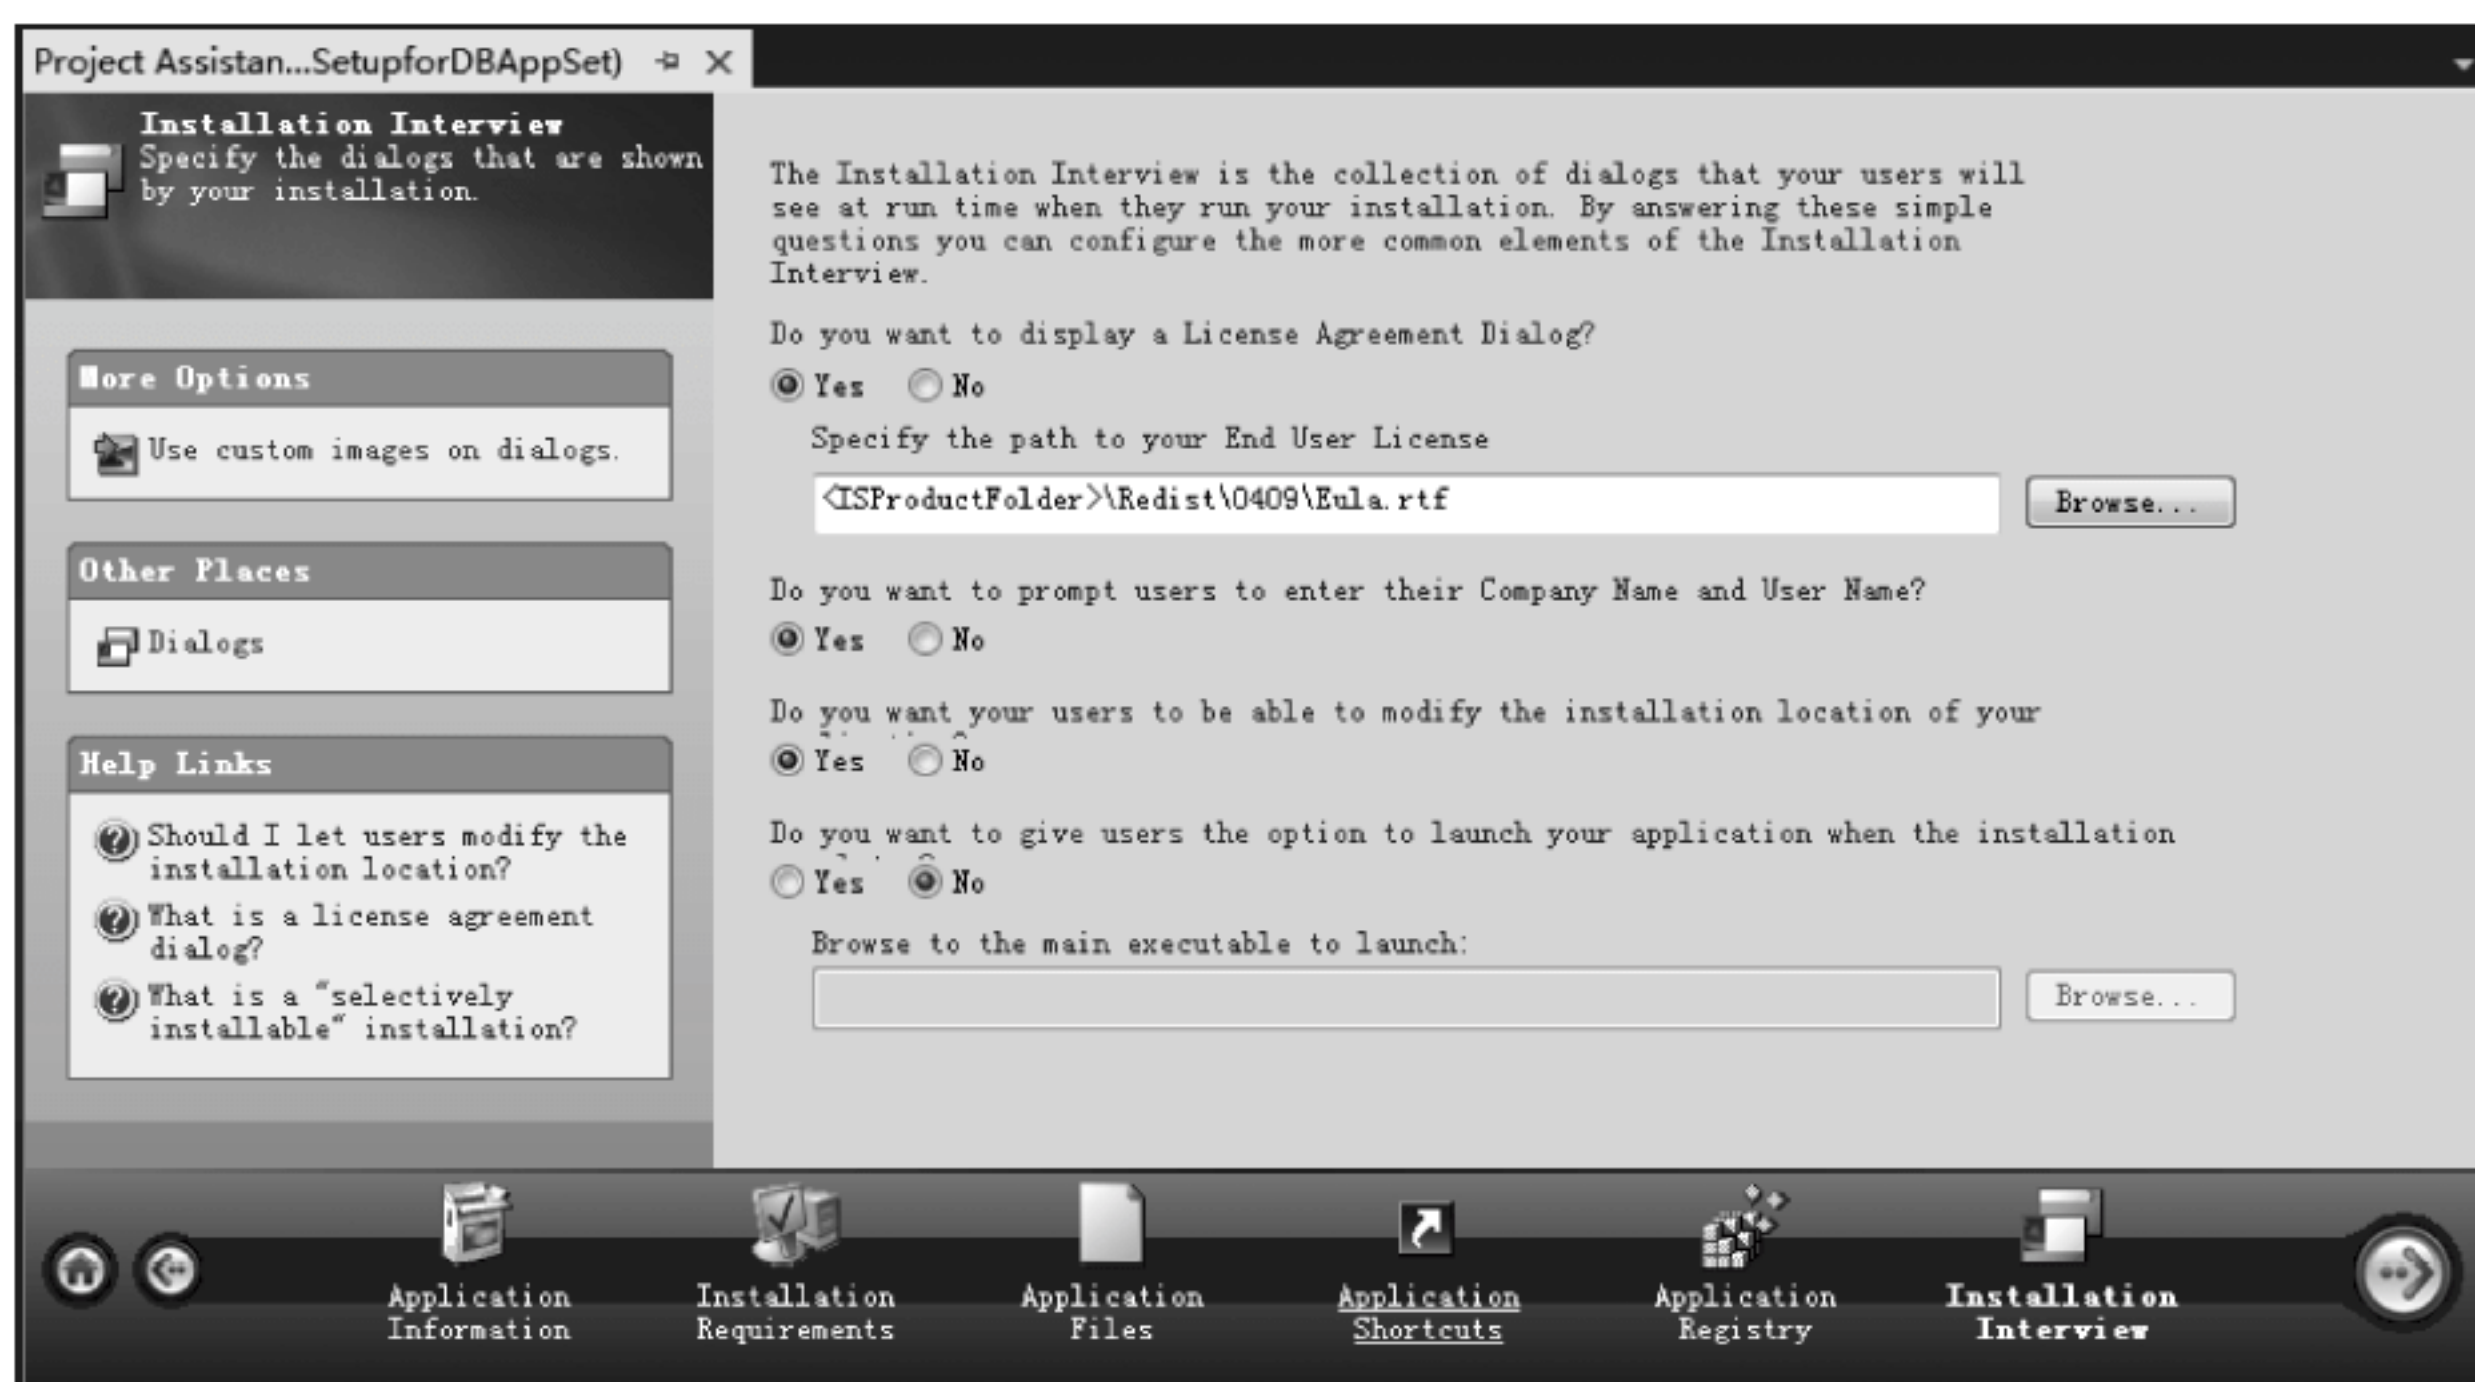 Project Assistan...SetupforDBAppSet)
Installation Interview
Specify the dialogs that are shown
by your installation.
More Options
Use custom images on dialogs.
Other Places
Dialogs
Help Links
Should I let users modify the
installation location?
What is a license agreement
dialog?
What is a "selectively
installable" installation?
The Installation Interview is the collection of dialogs that your users will
see at run time when they run your installation. By answering these simple
questions you can configure the more common elements of the Installation
Interview.
Do you want to display a License Agreement Dialog?
Yes No
Specify the path to your End User License
<ISProductFolder>\Redist\0409\Eula.rtf
Browse...
Do you want to prompt users to enter their Company Name and User Name?
Yes No
Do you want your users to be able to modify the installation location of your
Yes No
Do you want to give users the option to launch your application when the installation
Yes No
Browse to the main executable to launch:
Browse...
Application
Information
Installation
Requirements
Application
Files
Application
Shortcuts
Application
Registry
Installation
Interview